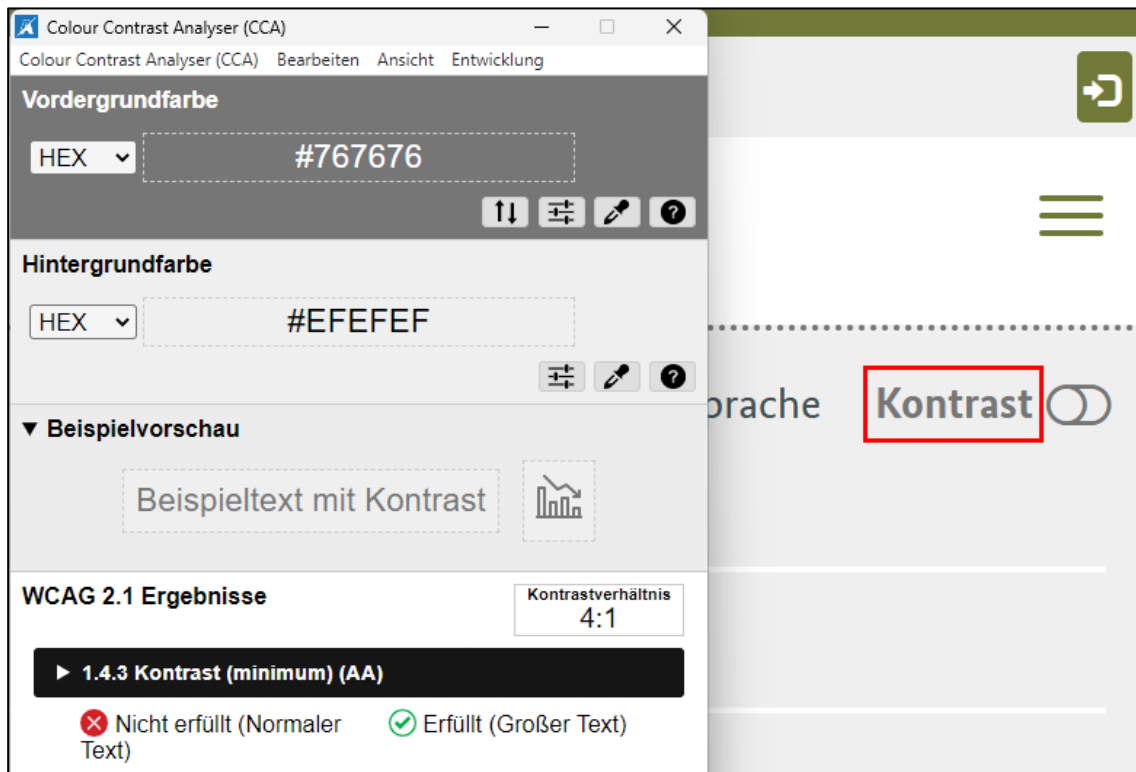 Colour Contrast Analyser (CCA)
Colour Contrast Analyser (CCA) Bearbeiten Ansicht Entwicklung
Vordergrundfarbe
HEX #767676
Hintergrundfarbe
HEX #EFEFEF
Beispielvorschau
Beispieltext mit Kontrast
WCAG 2.1 Ergebnisse
Kontrastverhältnis
4:1
1.4.3 Kontrast (minimum) (AA)
Nicht erfüllt (Normaler
Text)
Erfüllt (Großer Text)
prache Kontrast